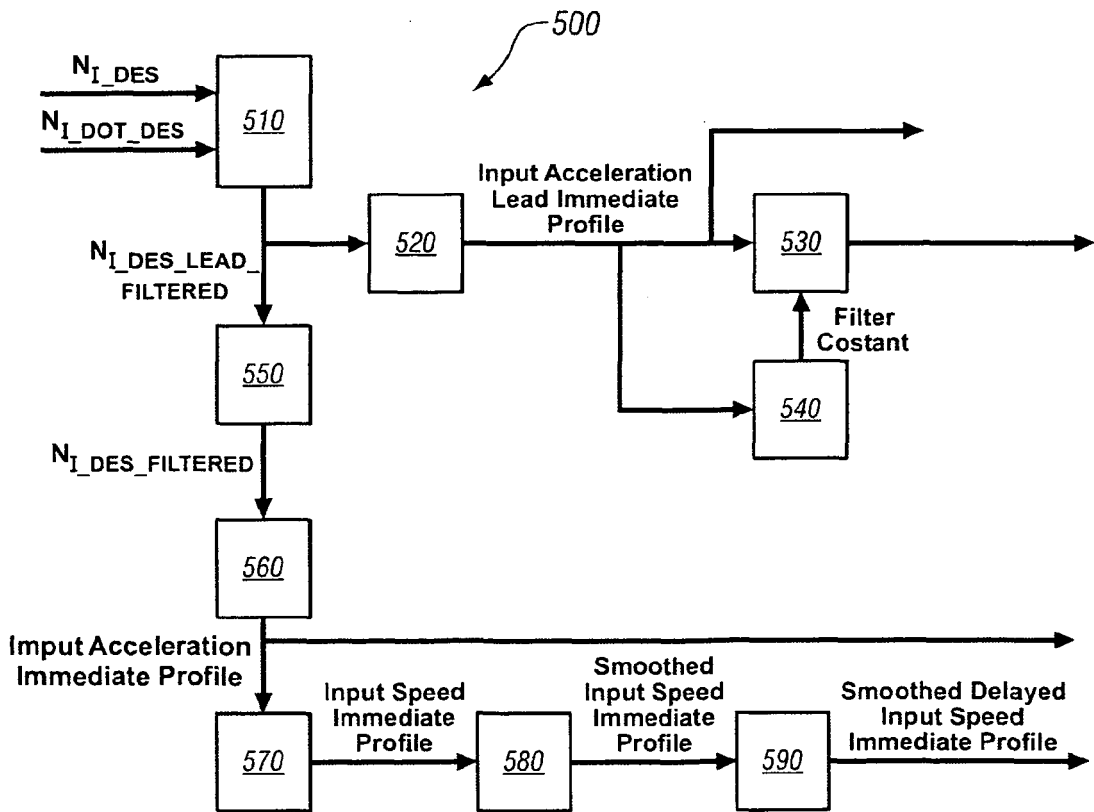 500
N_I_DES
N_I_DOT_DES
510
Input Acceleration
Lead Immediate
Profile
520
530
N_I_DES_LEAD_
FILTERED
Filter
Costant
550
540
N_I_DES_FILTERED
560
Imput Acceleration
Immediate Profile
Input Speed
Immediate
Profile
Smoothed
Input Speed
Immediate
Profile
Smoothed Delayed
Input Speed
Immediate Profile
570
580
590